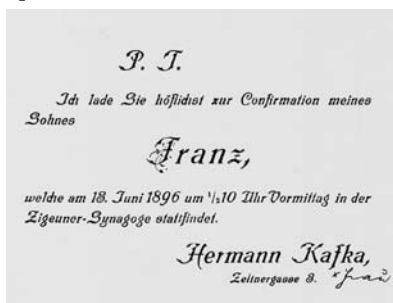 P. T.
Ich lade Sie höflichst zur Confirmation meines
Sohnes
Franz,
welche am 13. Juni 1896 um ½10 Uhr Vormittag in der
Zigeuner-Synagoge stattfindet.
Hermann Kafka,
Zeltnergasse 3. frau